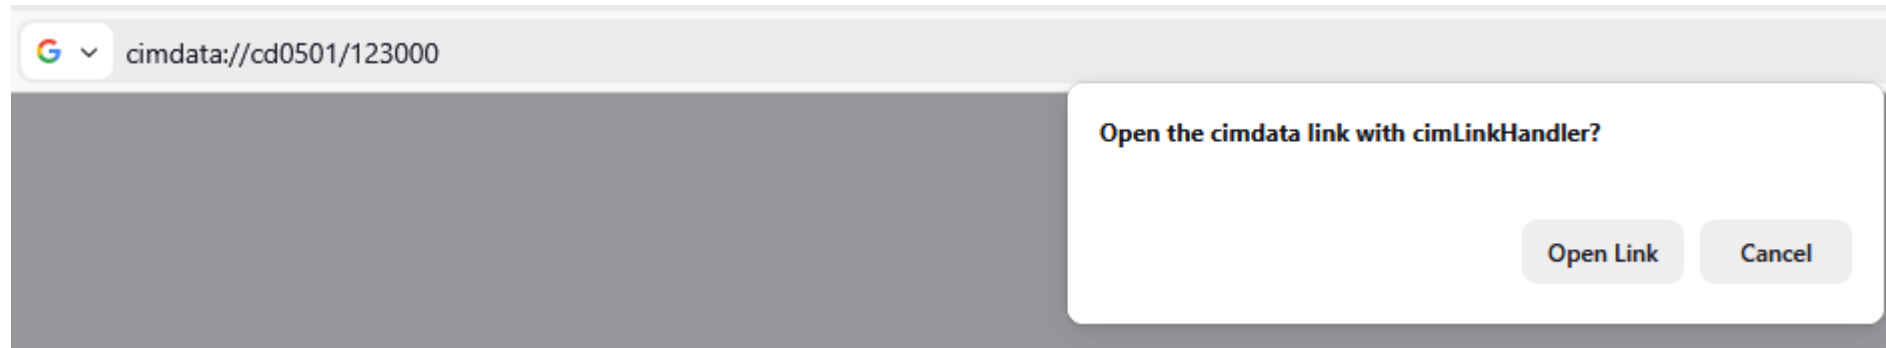 cimdata://cd0501/123000
Open the cimdata link with cimLinkHandler?
Open Link
Cancel